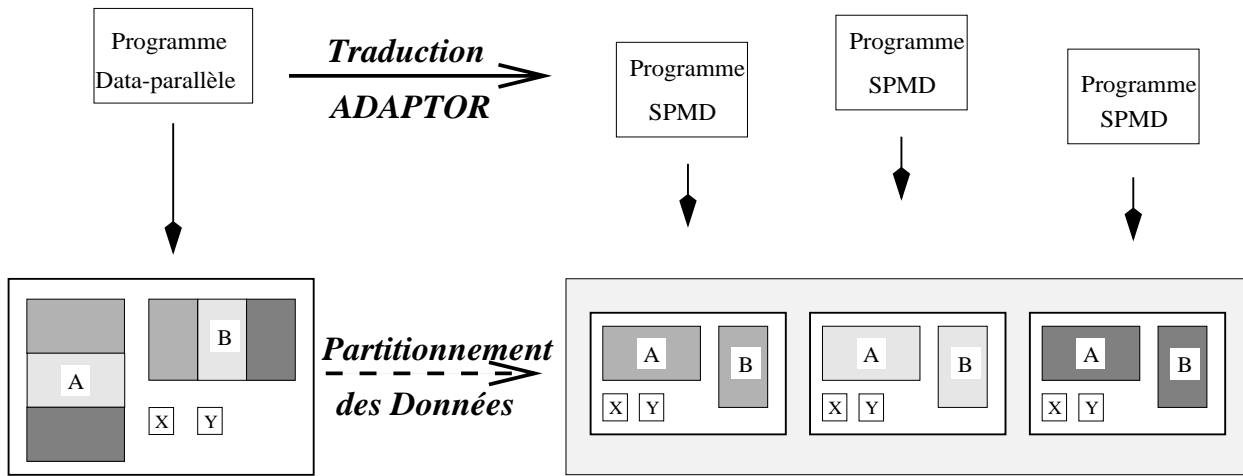 Programme
Data-parallèle
Traduction
ADAPTOR
Programme
SPMD
Programme
SPMD
Programme
SPMD
A
B
X Y
Partitionnement
des Données
A B
X Y
A B
X Y
A B
X Y